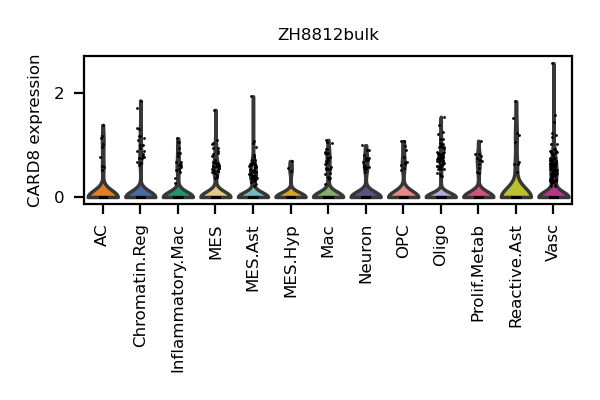 ZH8812bulk
CARD8 expression
2
0
AC
Chromatin.Reg
Inflammatory.Mac
MES
MES.Ast
MES.Hyp
Mac
Neuron
OPC
Oligo
Prolif.Metab
Reactive.Ast
Vasc